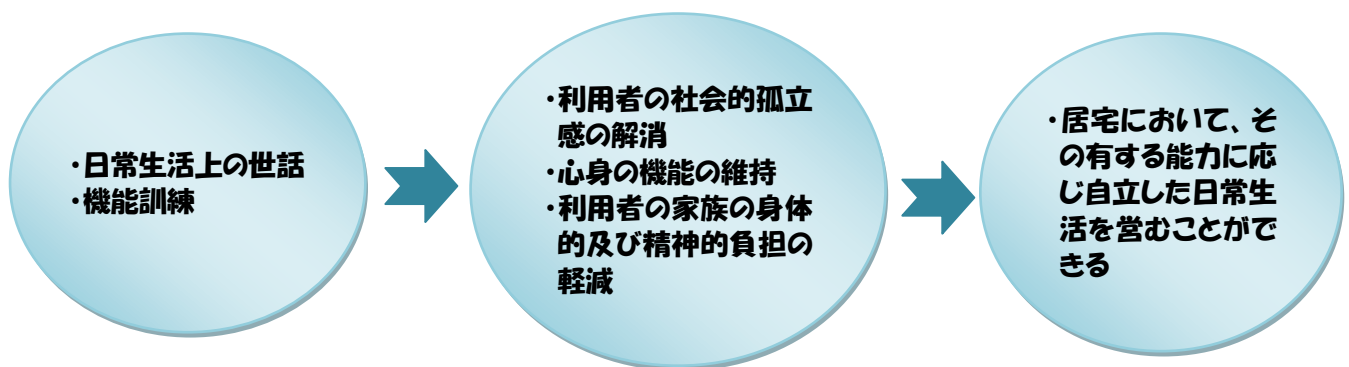 ・日常生活上の世話
・機能訓練
・利用者の社会的孤立
感の解消
・心身の機能の維持
・利用者の家族の身体
的及び精神的負担の
軽減
・居宅において、そ
の有する能力に応
じ自立した日常生
活を営むことがで
きる